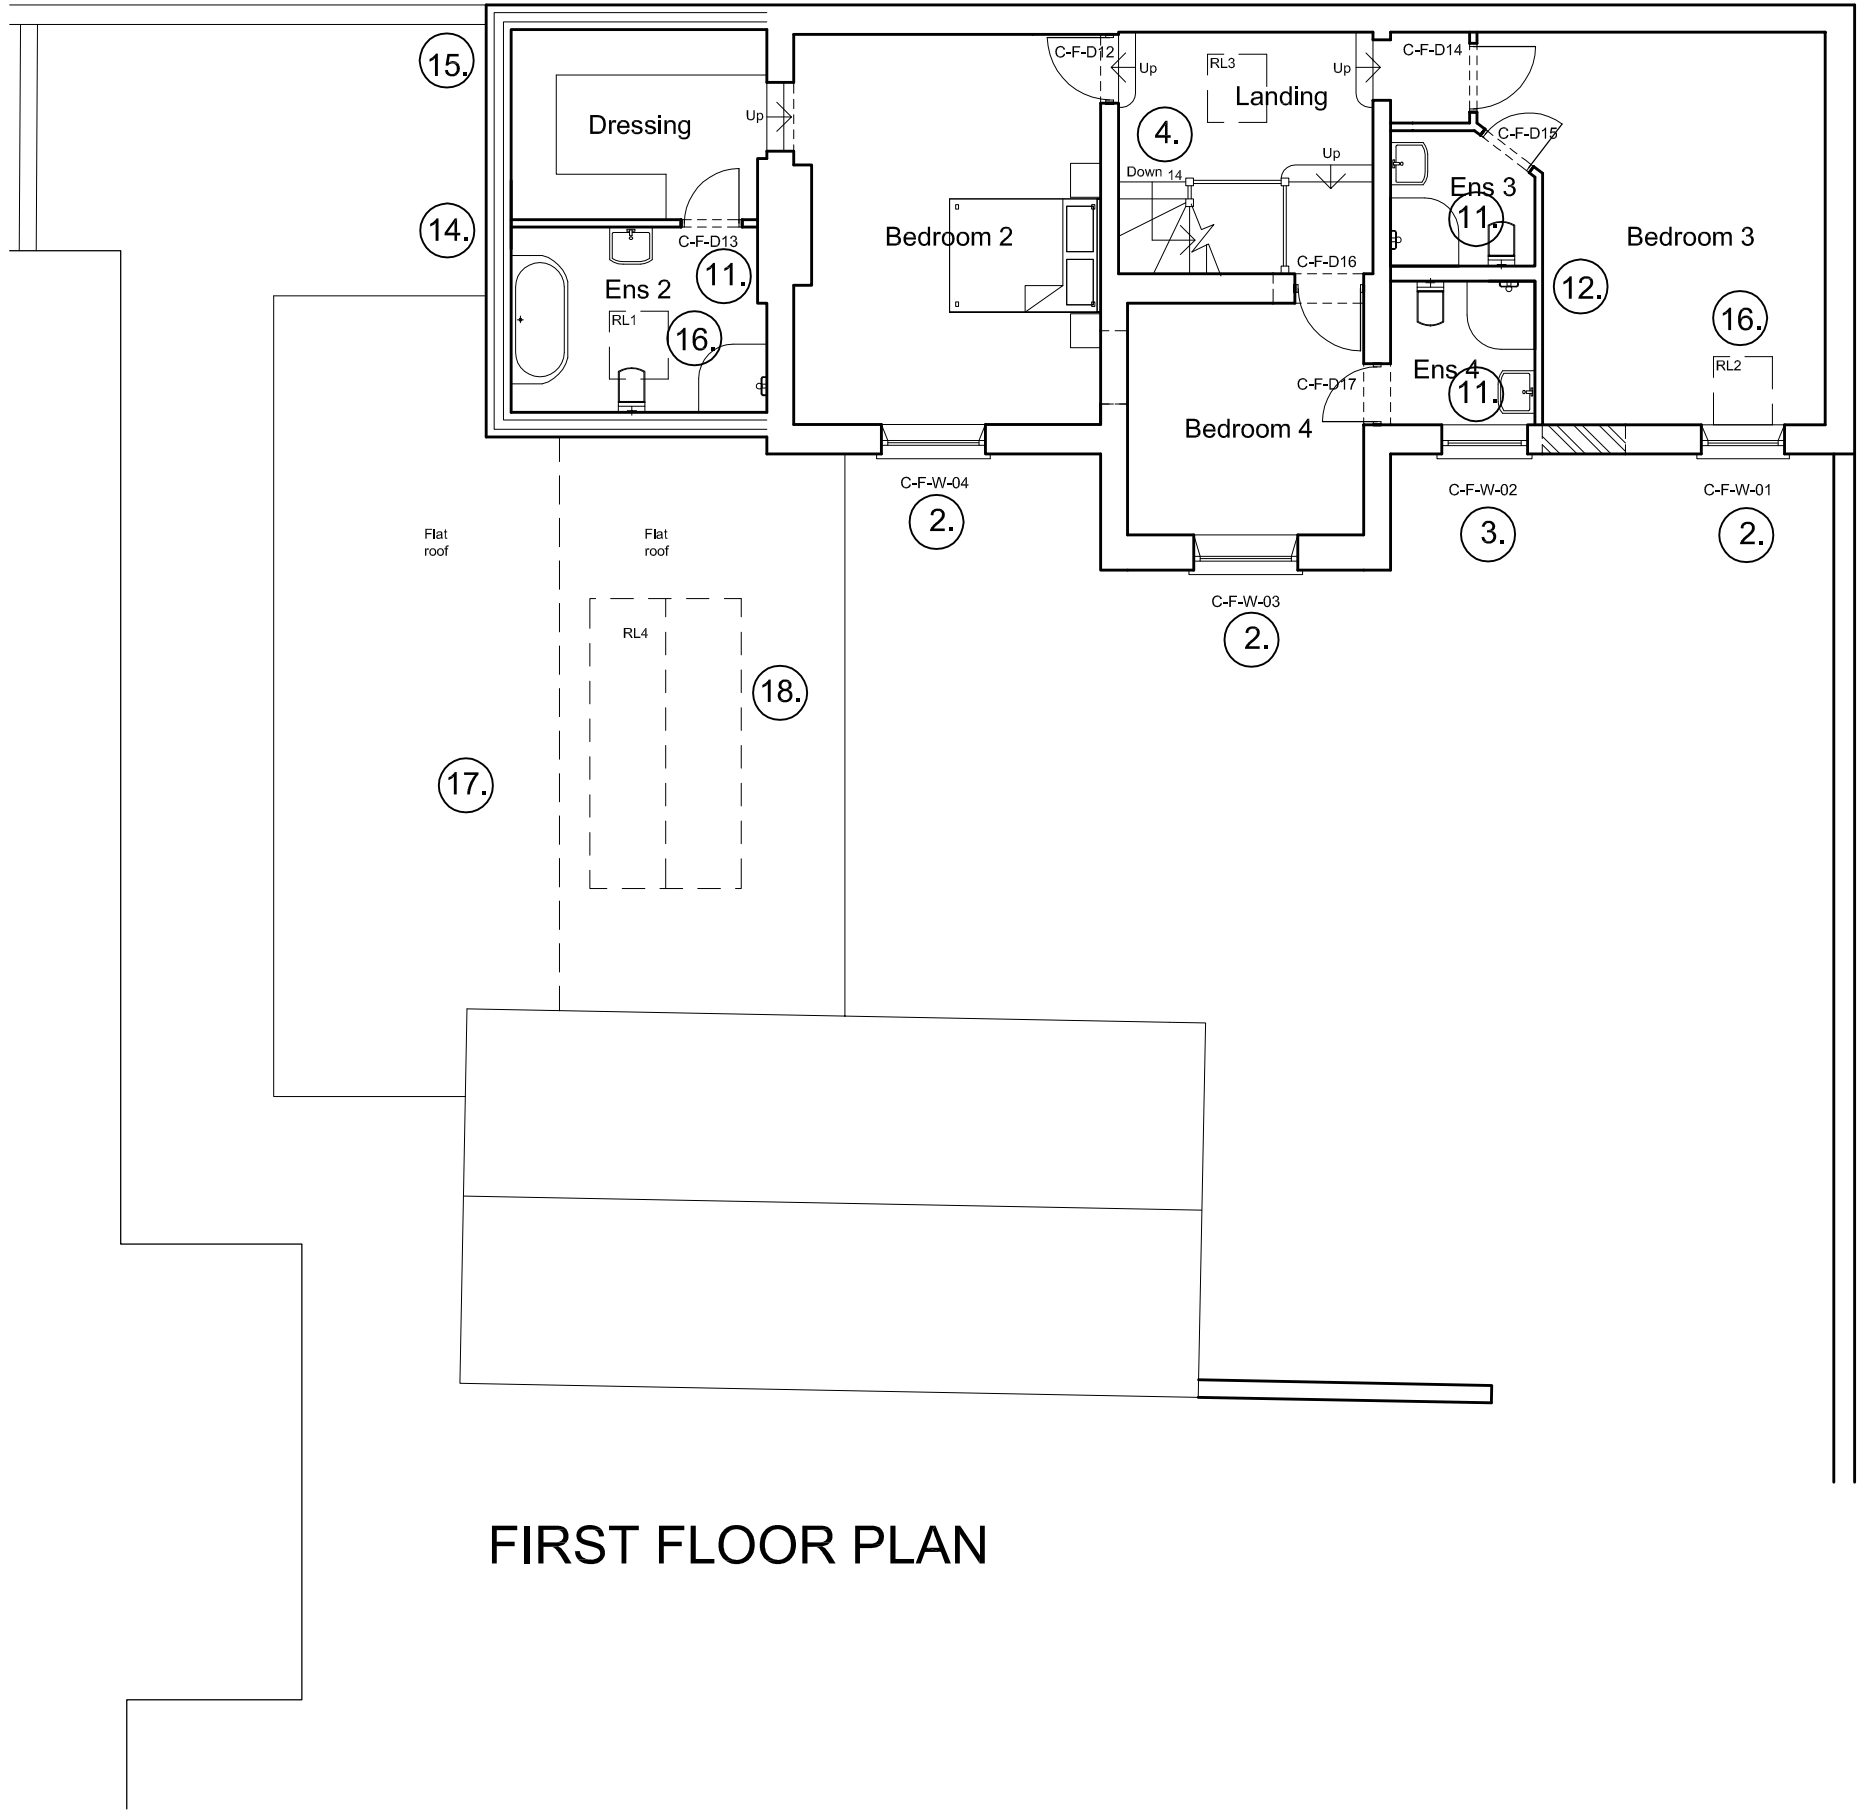 15.
C-F-D12
Up
RL3
Up
C-F-D14
Landing
Dressing
Up
4.
C-F-D15
Up
Down 14
Ens 3
14.
C-F-D13
Bedroom 2
11.
Bedroom 3
11.
Ens 2
C-F-D16
12.
RL1
16.
16.
Ens 4
RL2
C-F-D17
11.
Bedroom 4
C-F-W-04
2.
C-F-W-02
3.
C-F-W-01
2.
Flat
roof
Flat
roof
C-F-W-03
2.
RL4
18.
17.
FIRST FLOOR PLAN